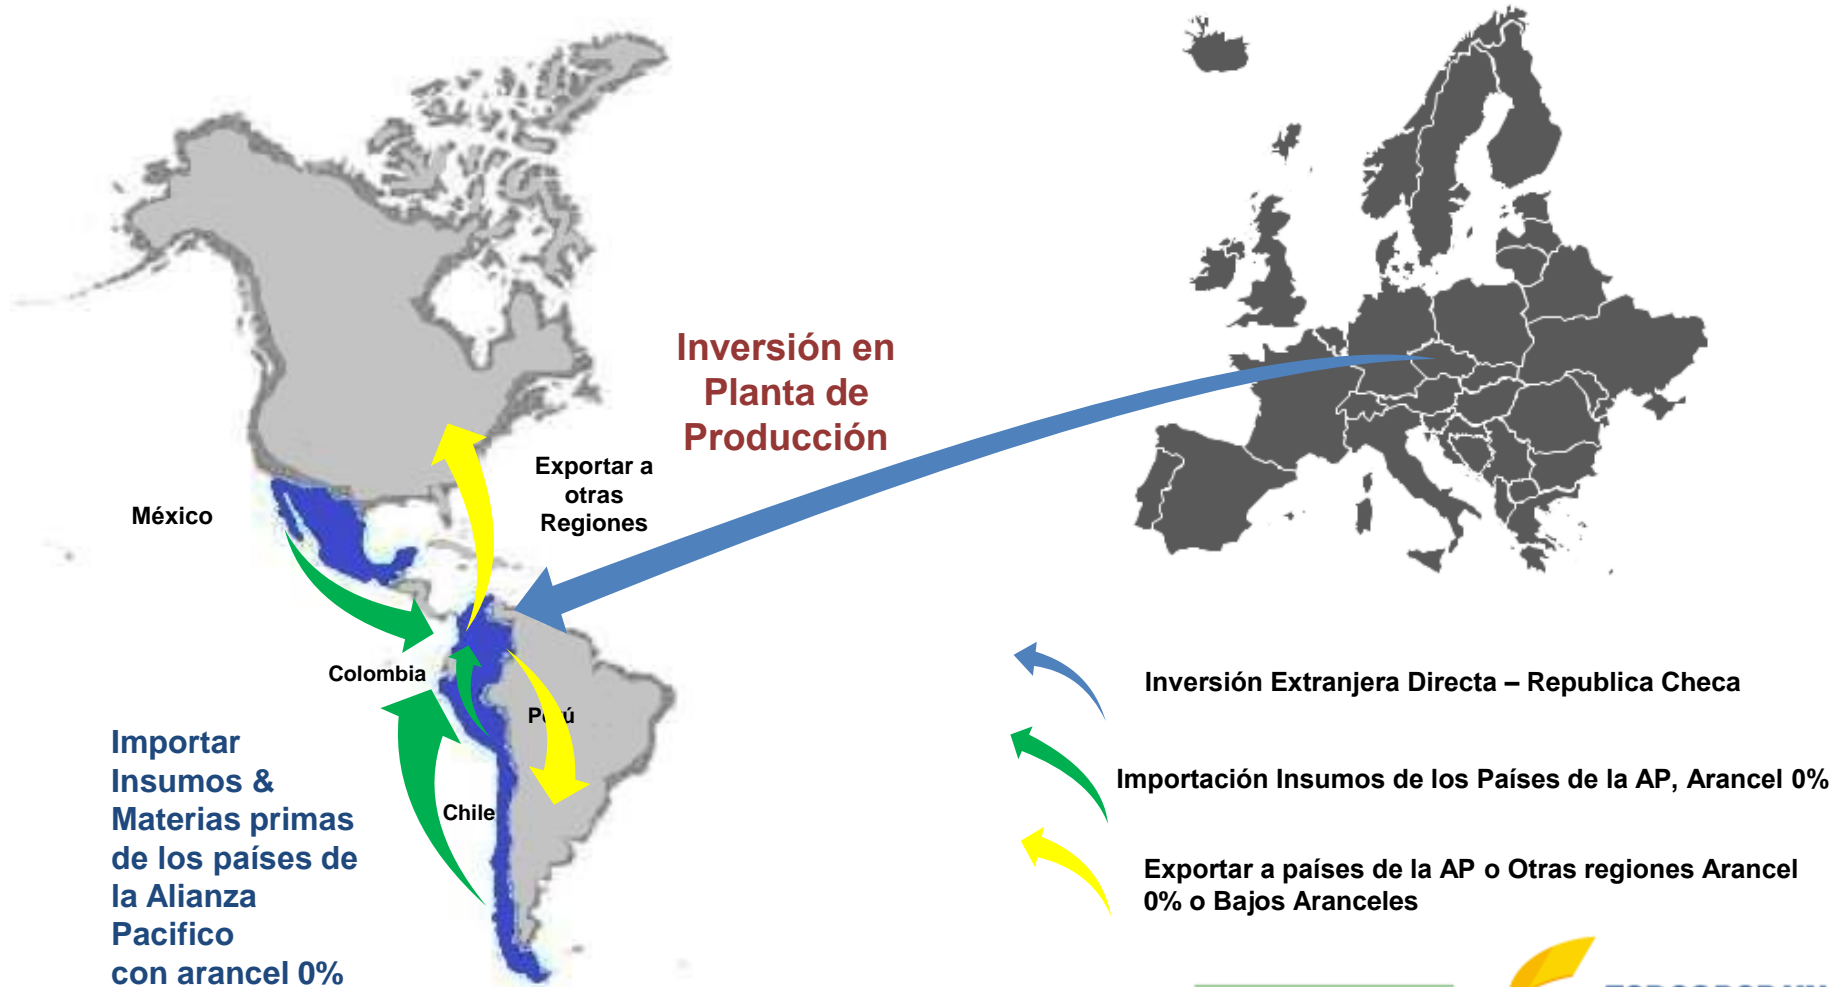 Inversión en
Planta de
Producción
Exportar a
otras
Regiones
México
Colombia
Perú
Chile
Importar
Insumos &
Materias primas
de los países de
la Alianza
Pacifico
con arancel 0%
Inversión Extranjera Directa – Republica Checa
Importación Insumos de los Países de la AP, Arancel 0%
Exportar a países de la AP o Otras regiones Arancel
0% o Bajos Aranceles